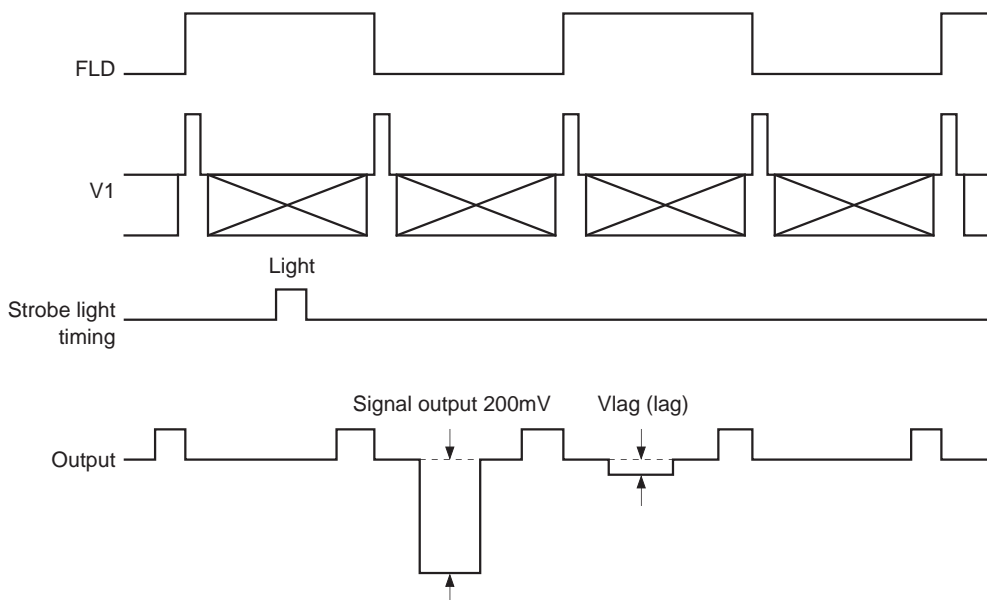 FLD
V1
Light
Strobe light
timing
Signal output 200mV
Vlag (lag)
Output